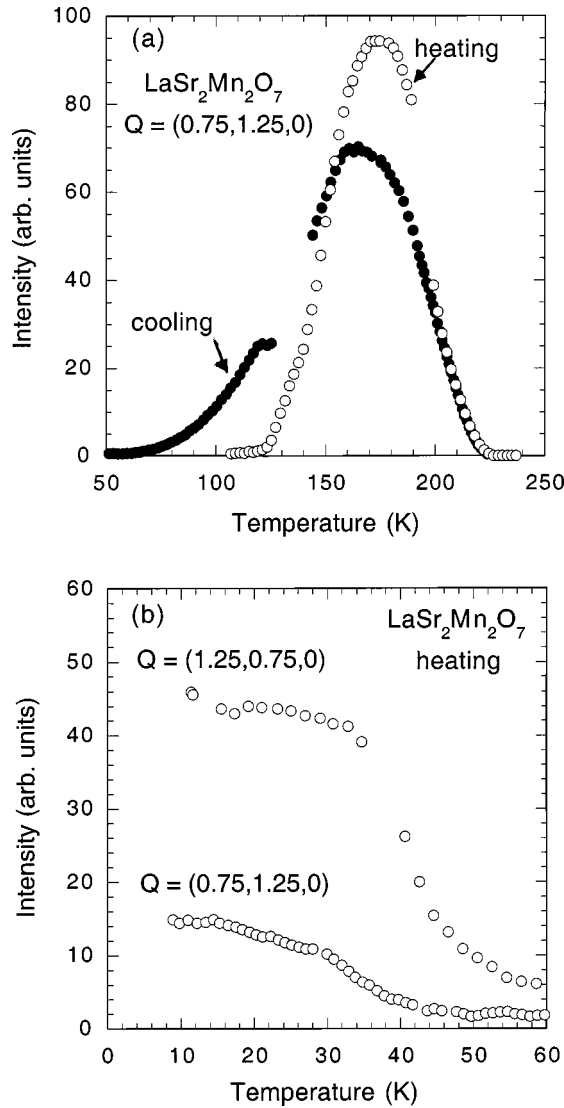 (a)
heating
LaSr2Mn2O7
Q = (0.75,1.25,0)
cooling
100
80
60
40
20
0
Intensity (arb. units)
50 100 150 200 250
Temperature (K)
(b)
LaSr2Mn2O7
heating
Q = (1.25,0.75,0)
Q = (0.75,1.25,0)
60
50
40
30
20
10
0
Intensity (arb. units)
0 10 20 30 40 50 60
Temperature (K)